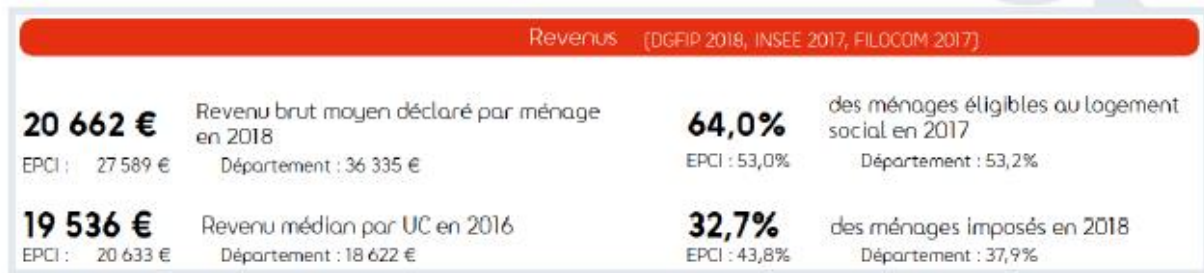 Revenus (DGFIP 2018, INSEE 2017, FILOCOM 2017)
20 662 € Revenu brut moyen déclaré par ménage
en 2018
EPCI : 27 589 € Département : 36 335 €
64,0% des ménages éligibles au logement
social en 2017
EPCI : 53,0% Département : 53,2%
19 536 € Revenu médian par UC en 2016
EPCI : 20 633 € Département : 18 622 €
32,7% des ménages imposés en 2018
EPCI : 43,8% Département : 37,9%